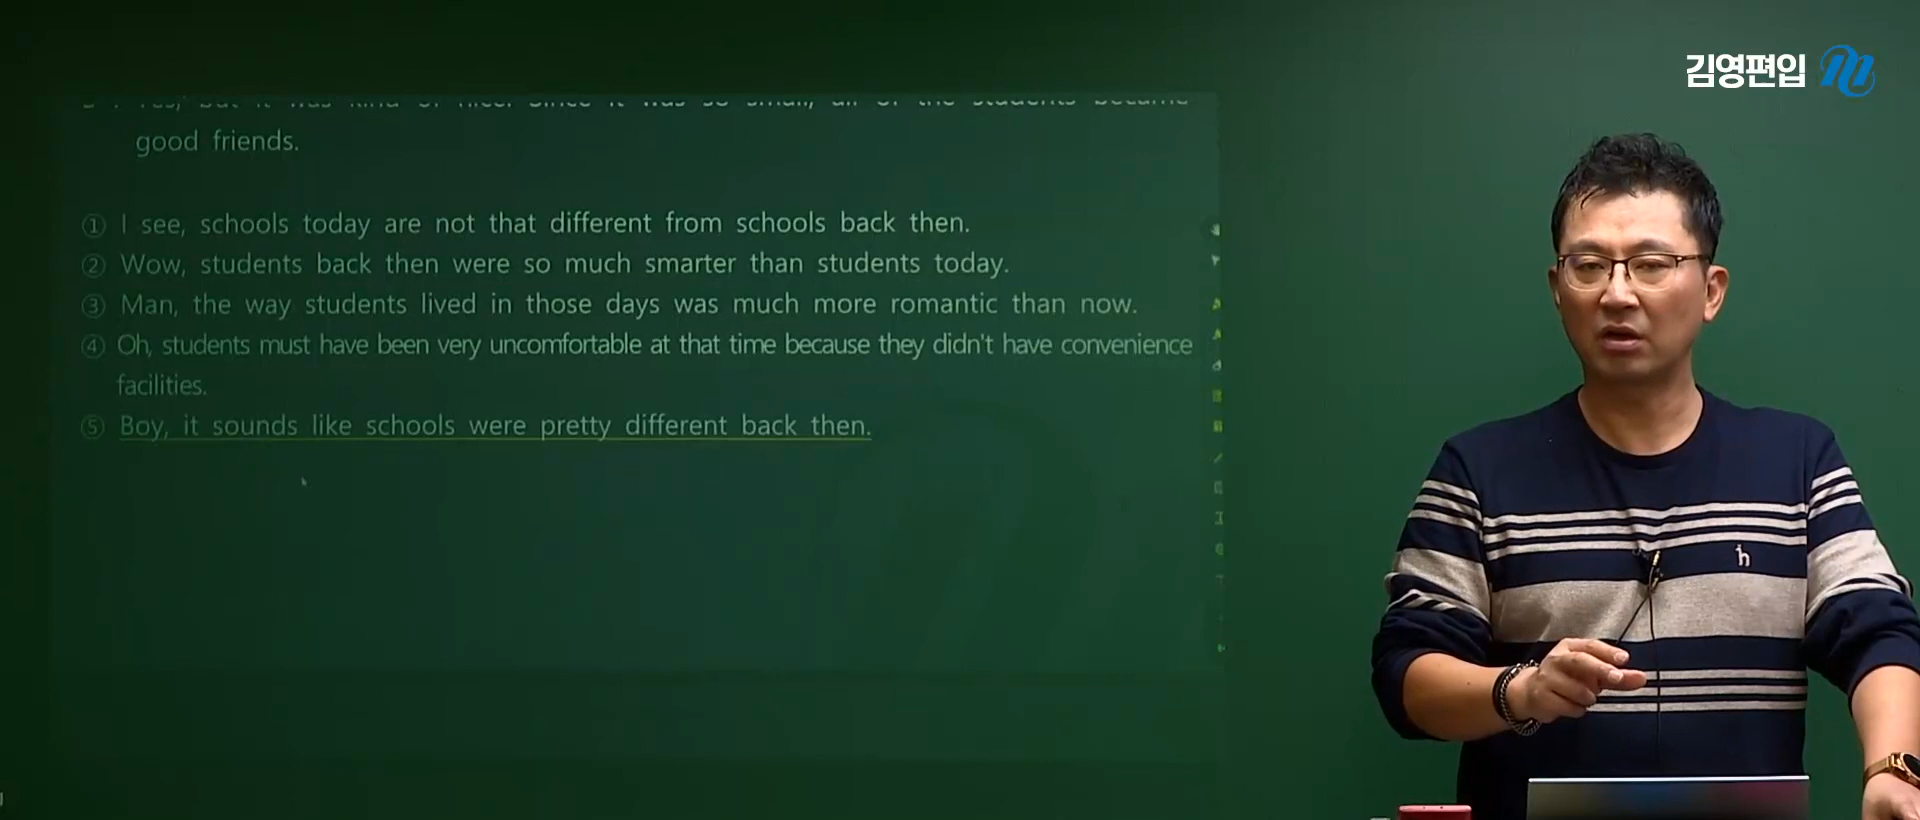 김영편입
good friends.
① I see, schools today are not that different from schools back then.
② Wow, students back then were so much smarter than students today.
③ Man, the way students lived in those days was much more romantic than now.
④ Oh, students must have been very uncomfortable at that time because they didn't have convenience
facilities.
⑤ Boy, it sounds like schools were pretty different back then.